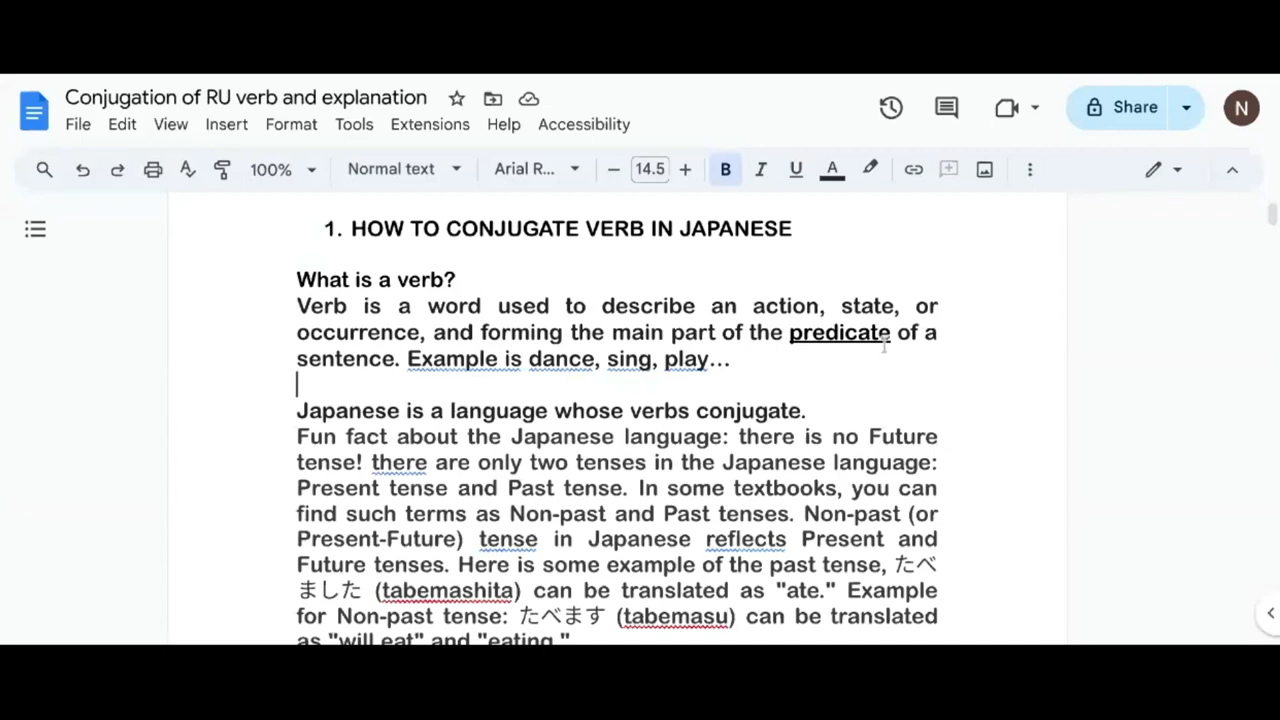 Conjugation of RU verb and explanation
Share
N
File Edit View Insert Format Tools Extensions Help Accessibility
100% Normal text Arial R... − 14.5 + B I U A
1. HOW TO CONJUGATE VERB IN JAPANESE
What is a verb?
Verb is a word used to describe an action, state, or
occurrence, and forming the main part of the predicate of a
sentence. Example is dance, sing, play...
Japanese is a language whose verbs conjugate.
Fun fact about the Japanese language: there is no Future
tense! there are only two tenses in the Japanese language:
Present tense and Past tense. In some textbooks, you can
find such terms as Non-past and Past tenses. Non-past (or
Present-Future) tense in Japanese reflects Present and
Future tenses. Here is some example of the past tense, たべ
ました (tabemashita) can be translated as "ate." Example
for Non-past tense: たべます (tabemasu) can be translated
as "will eat" and "eating."